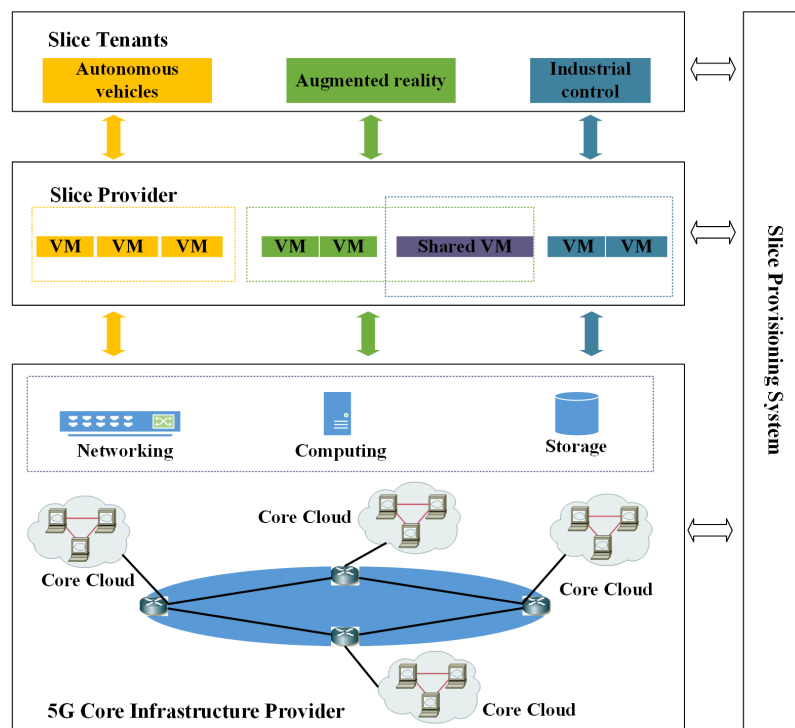 Slice Tenants
Autonomous
vehicles
Augmented reality
Industrial
control
Slice Provider
VM VM VM VM VM Shared VM VM VM
Networking
Computing
Storage
Core Cloud
Core Cloud
Core Cloud
Core Cloud
5G Core Infrastructure Provider
Slice Provisioning System